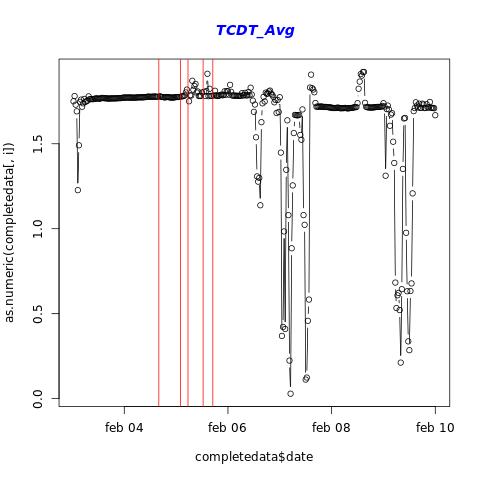 TCDT_Avg
as.numeric(completedata[, i])
1.5
1.0
0.5
0.0
feb 04 feb 06 feb 08 feb 10
completedata$date